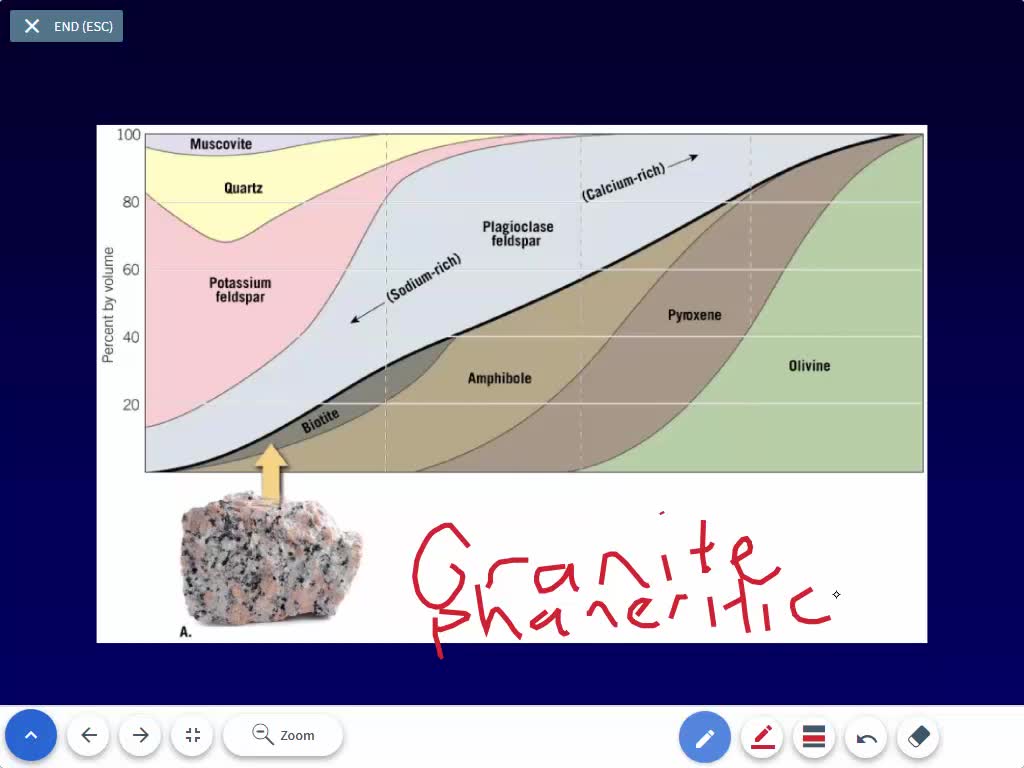 END (ESC)
100
80
60
40
20
Percent by volume
Muscovite
Quartz
Potassium
feldspar
(Sodium-rich)
Plagioclase
feldspar
(Calcium-rich)
Biotite
Amphibole
Pyroxene
Olivine
A.
Granite
phaneritic
Zoom